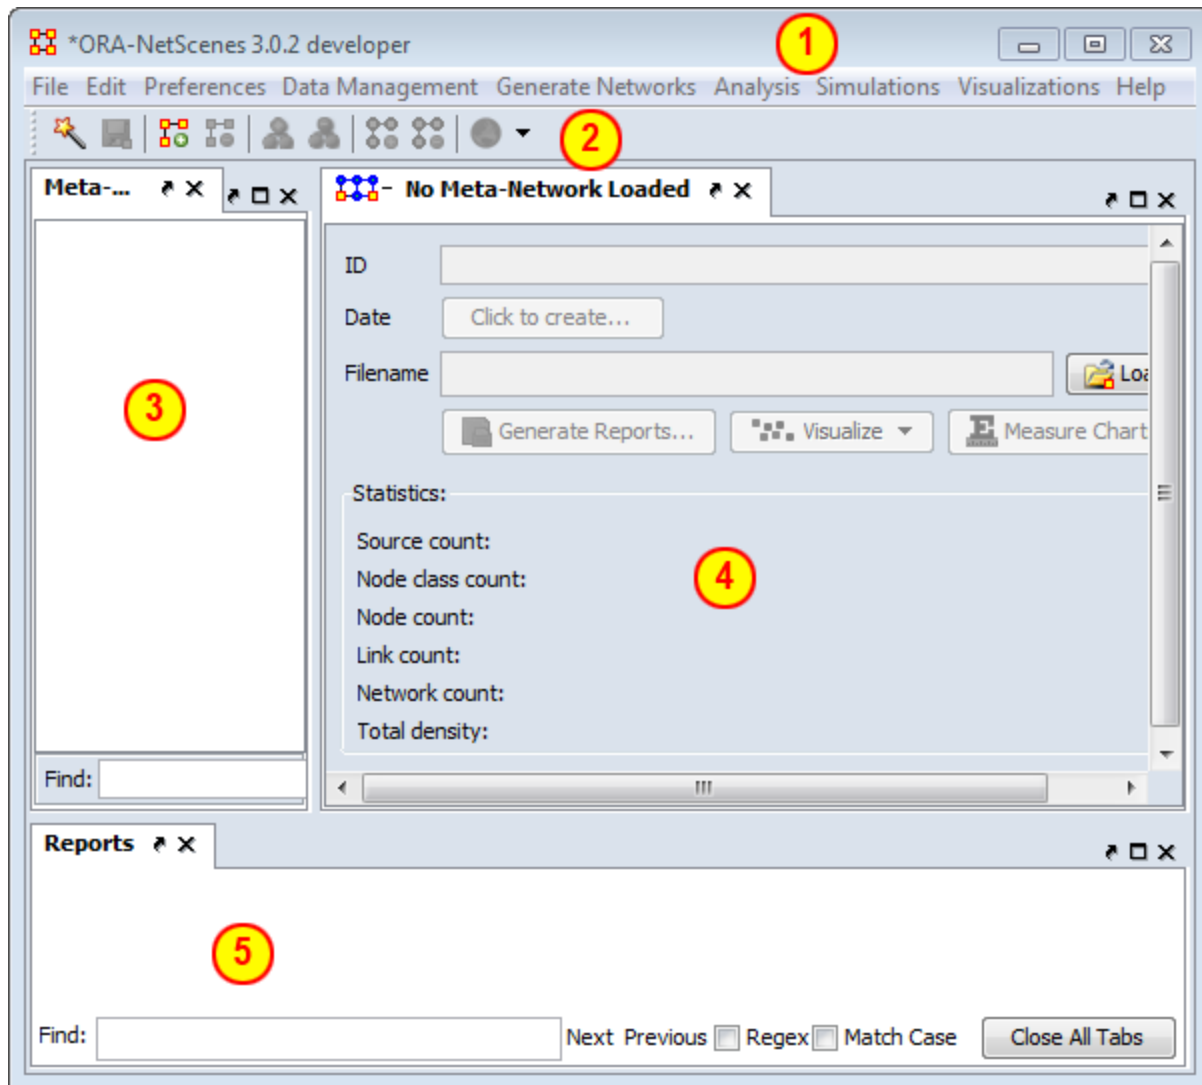 *ORA-NetScenes 3.0.2 developer
1
File Edit Preferences Data Management Generate Networks Analysis Simulations Visualizations Help
2
Meta-...
No Meta-Network Loaded
ID
Date Click to create...
Filename Loa
Generate Reports... Visualize Measure Chart
3
Statistics:
Source count:
Node class count:
4
Node count:
Link count:
Network count:
Total density:
Find:
Reports
5
Find: Next Previous Regex Match Case Close All Tabs